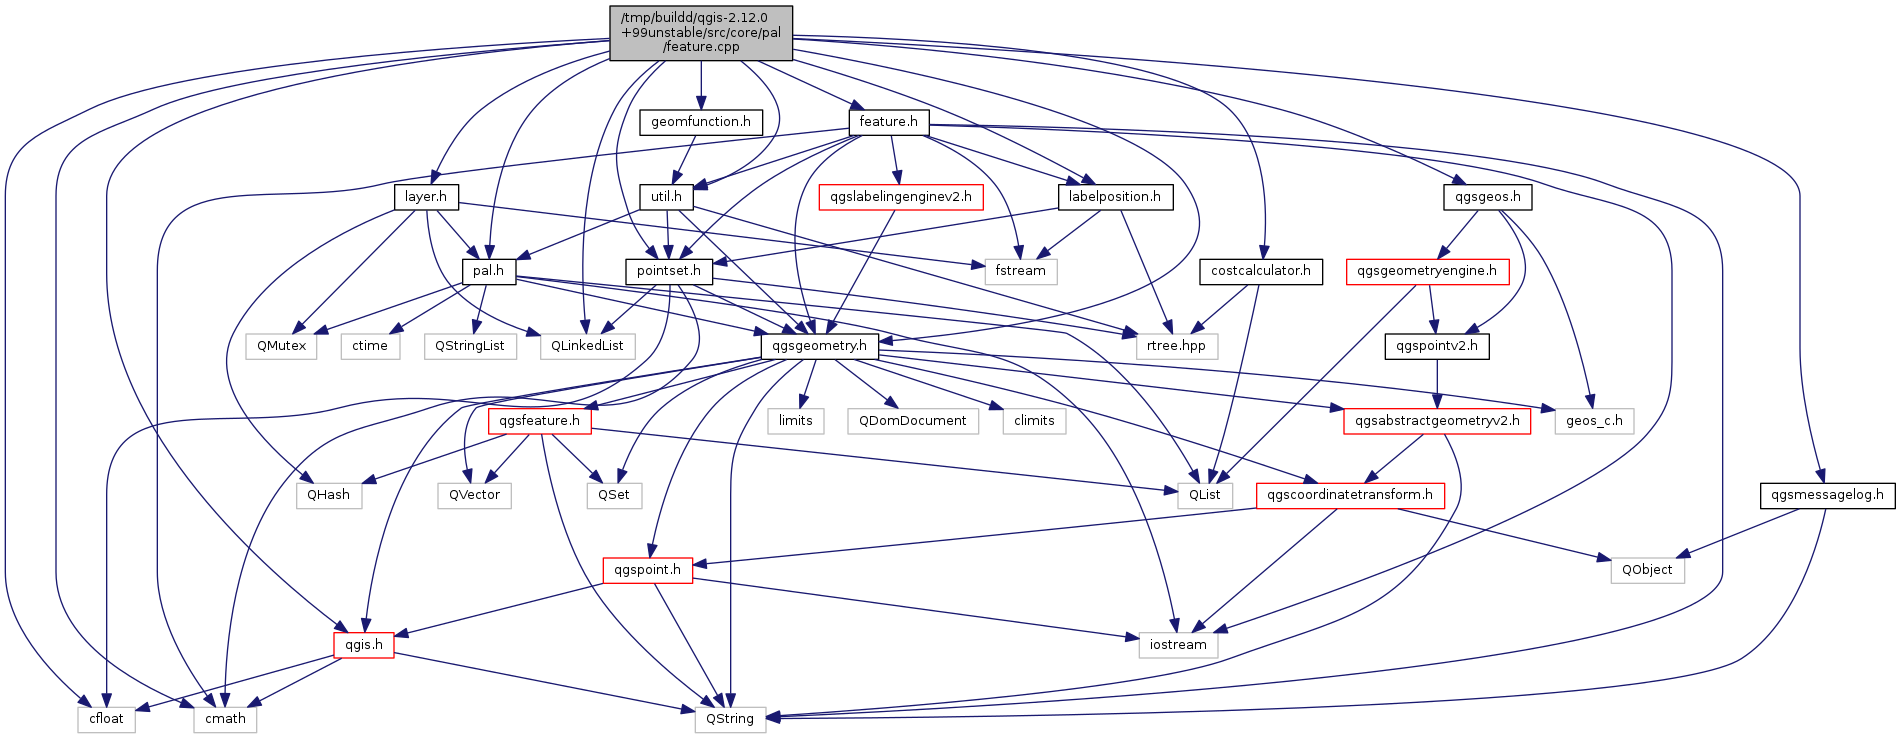 /tmp/buildd/qgis-2.12.0
+99unstable/src/core/pal
/feature.cpp
geomfunction.h
feature.h
layer.h
util.h
qgslabelingenginev2.h
labelposition.h
qgsgeos.h
pal.h
pointset.h
fstream
costcalculator.h
qgsgeometryengine.h
QMutex
ctime
QStringList
QLinkedList
qgsgeometry.h
rtree.hpp
qgspointv2.h
qgsfeature.h
limits
QDomDocument
climits
qgsabstractgeometryv2.h
geos_c.h
QHash
QVector
QSet
QList
qgscoordinatetransform.h
qgsmessagelog.h
qgspoint.h
QObject
qgis.h
iostream
cfloat
cmath
QString